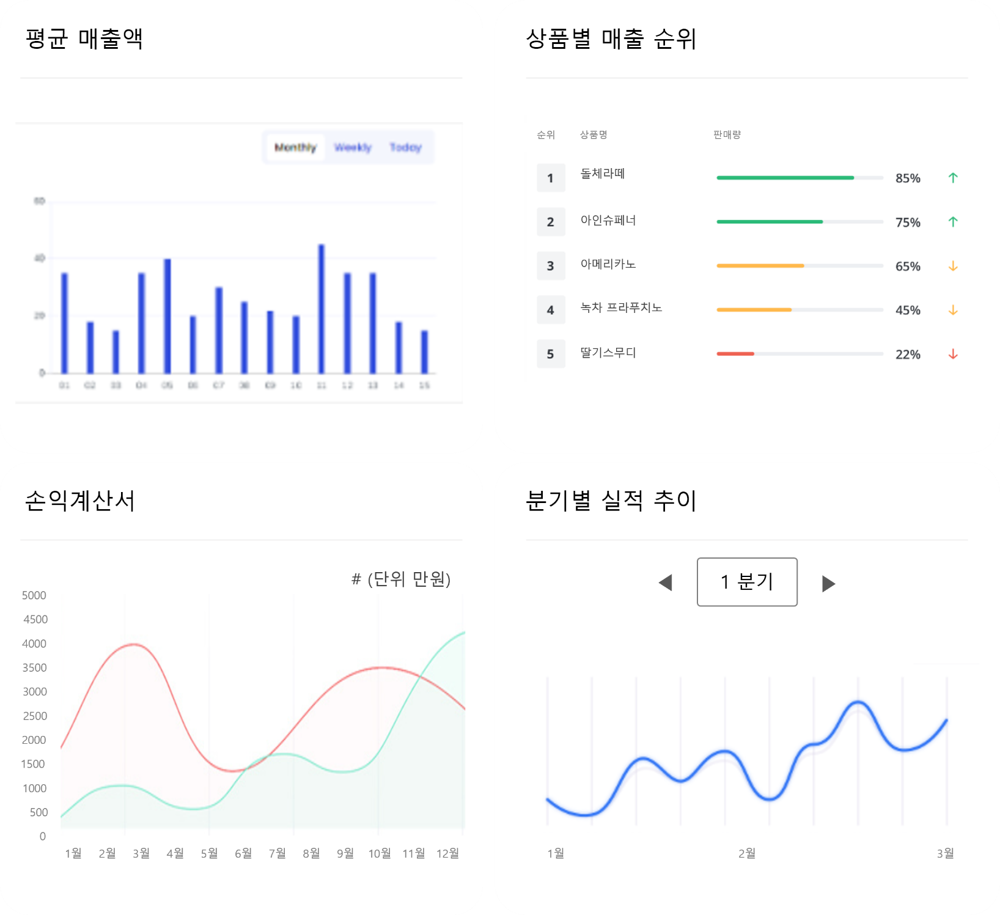 평균 매출액
Monthly Weekly Today
60
40
20
0
01 02 03 04 05 06 07 08 09 10 11 12 13 14 15
상품별 매출 순위
순위 상품명 판매량
1 돌체라떼 85% ↑
2 아인슈페너 75% ↑
3 아메리카노 65% ↓
4 녹차 프라푸치노 45% ↓
5 딸기스무디 22% ↓
손익계산서
# (단위 만원)
5000
4500
4000
3500
3000
2500
2000
1500
1000
500
0
1월 2월 3월 4월 5월 6월 7월 8월 9월 10월 11월 12월
분기별 실적 추이
◀ 1 분기 ▶
1월 2월 3월